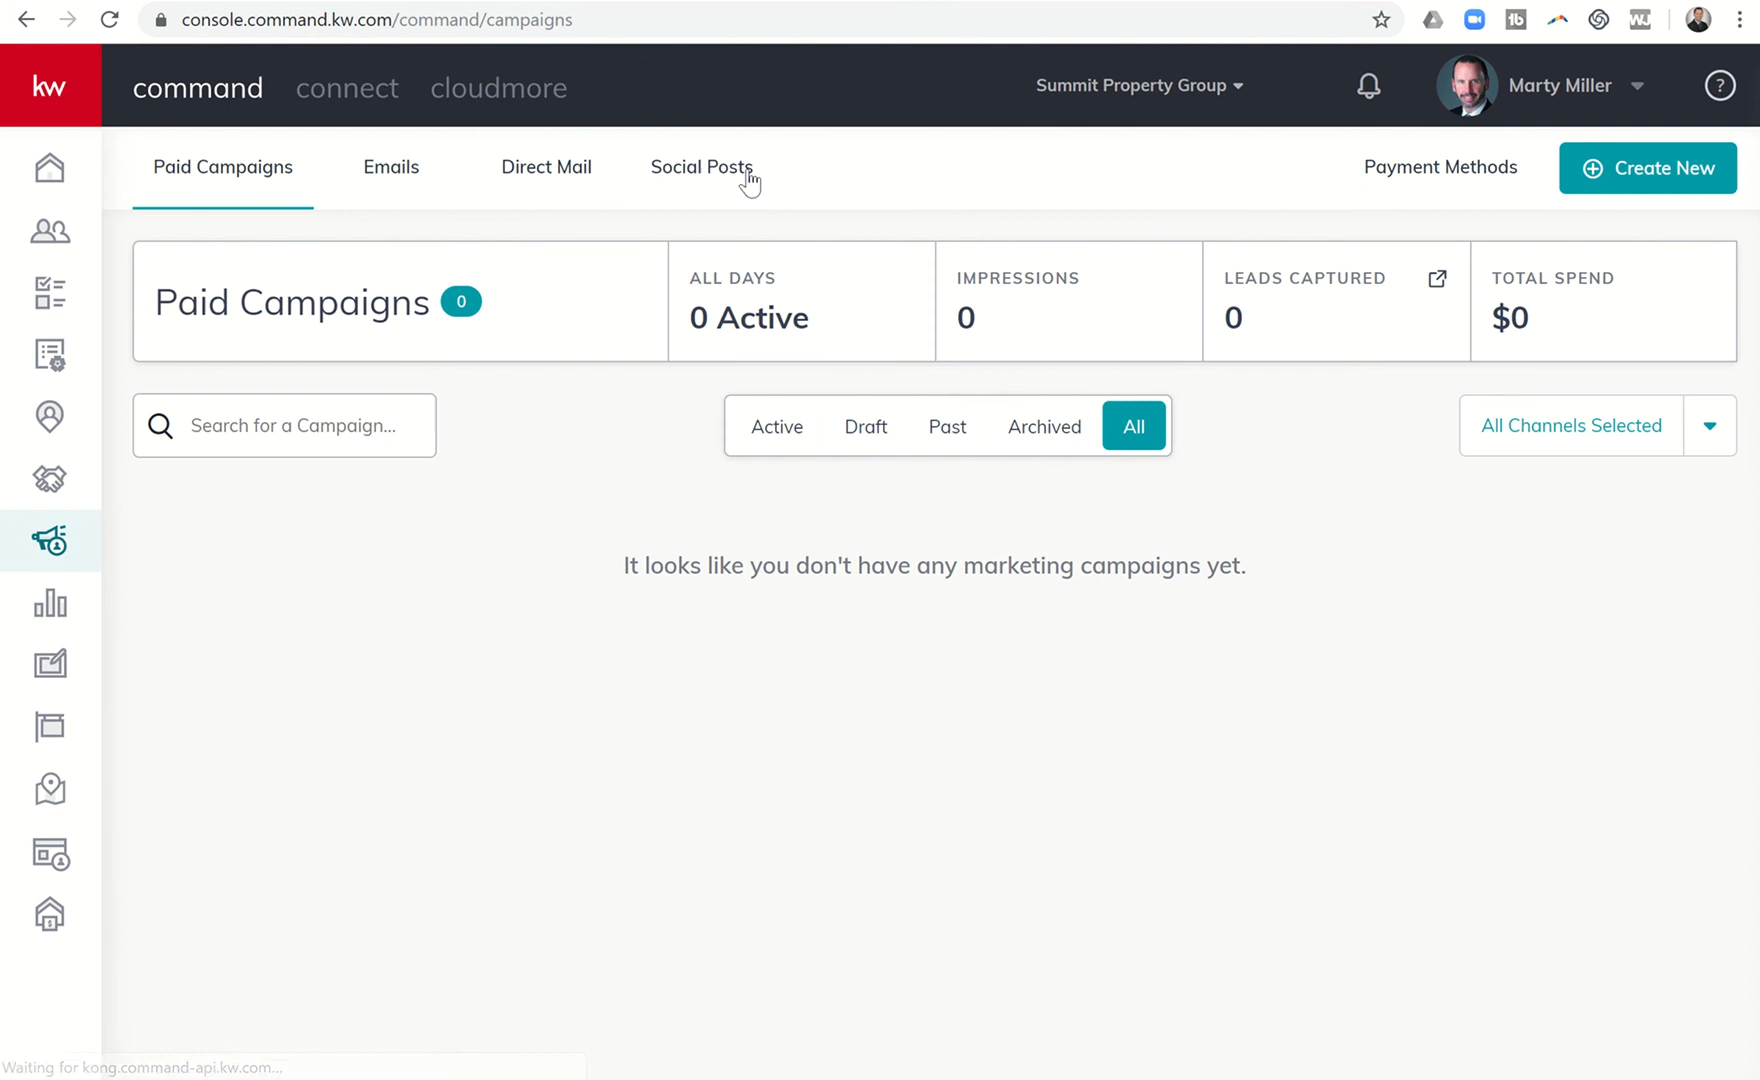 console.command.kw.com/command/campaigns
kw
command connect cloudmore
Summit Property Group
Marty Miller
?
Paid Campaigns
Emails
Direct Mail
Social Posts
Payment Methods
Create New
Paid Campaigns 0
ALL DAYS
0 Active
IMPRESSIONS
0
LEADS CAPTURED
0
TOTAL SPEND
$0
Search for a Campaign...
Active Draft Past Archived All
All Channels Selected
It looks like you don't have any marketing campaigns yet.
Waiting for kong.command-api.kw.com...